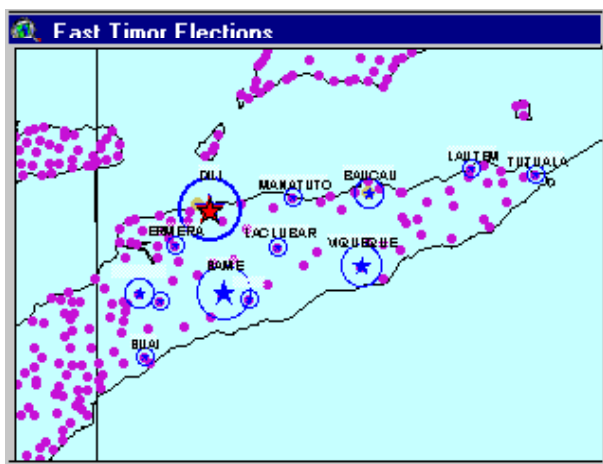 East Timor Elections
DILI
MANATUTO
BAUCAU
LAUTEM
TUTUALA
ERMERA
LACLUBAR
VIQUEQUE
SAME
SUAI